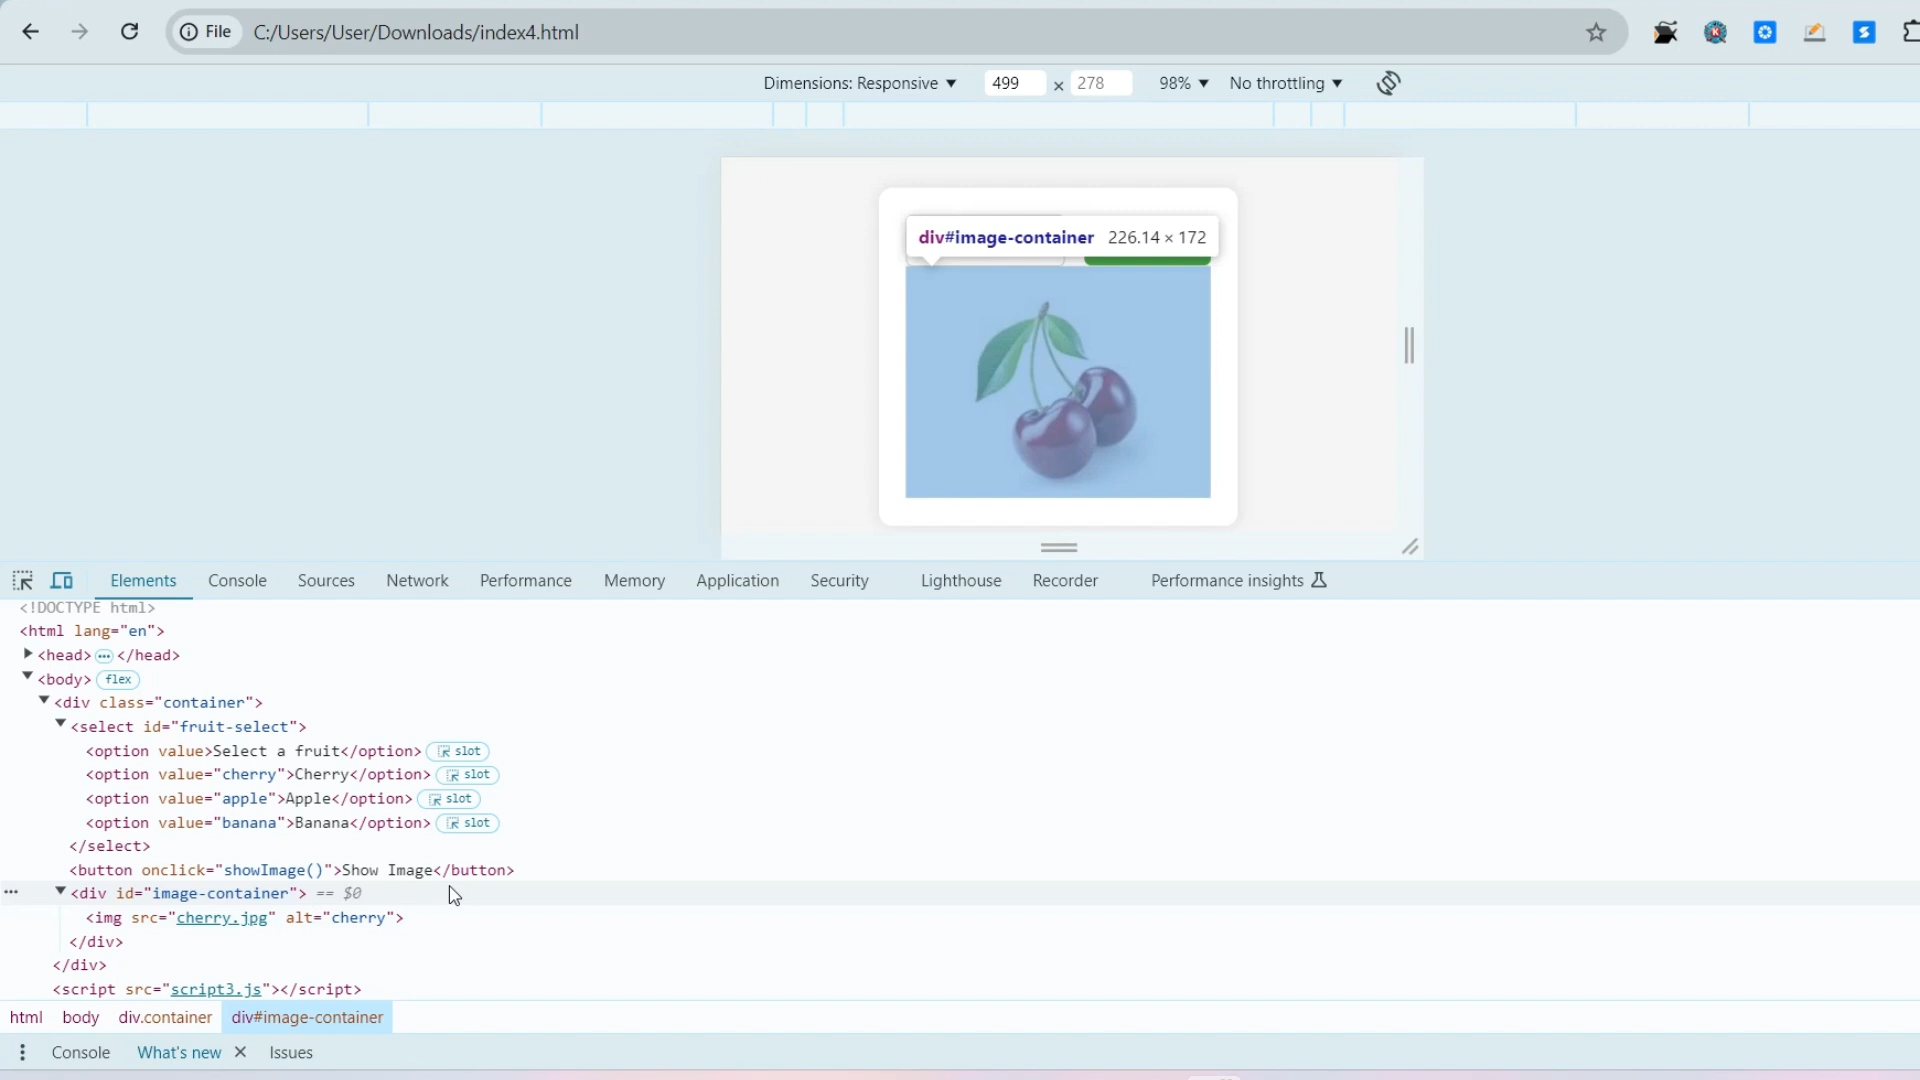 File C:/Users/User/Downloads/index4.html
Dimensions: Responsive 499 × 278 98% No throttling
div#image-container 226.14 × 172
Elements Console Sources Network Performance Memory Application Security Lighthouse Recorder Performance insights
<!DOCTYPE html>
<html lang="en">
<head> ••• </head>
<body> flex
<div class="container">
<select id="fruit-select">
<option value>Select a fruit</option> slot
<option value="cherry">Cherry</option> slot
<option value="apple">Apple</option> slot
<option value="banana">Banana</option> slot
</select>
<button onclick="showImage()">Show Image</button>
••• <div id="image-container"> == $0
<img src="cherry.jpg" alt="cherry">
</div>
</div>
<script src="script3.js"></script>
html body div.container div#image-container
Console What's new × Issues